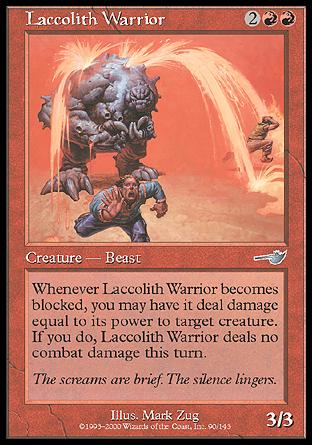 Laccolith Warrior 2
Creature — Beast
Whenever Laccolith Warrior becomes
blocked, you may have it deal damage
equal to its power to target creature.
If you do, Laccolith Warrior deals no
combat damage this turn.
The screams are brief. The silence lingers.
3/3
Illus. Mark Zug
©1993-2000 Wizards of the Coast, Inc. 90/143